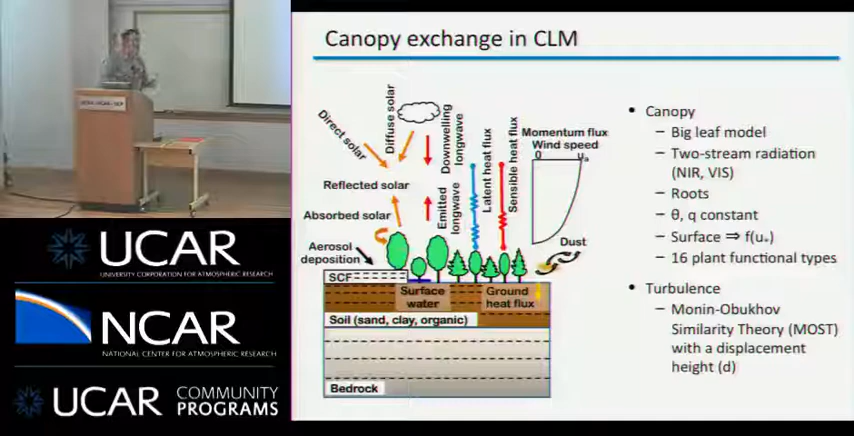 Canopy exchange in CLM
Direct solar
Diffuse solar
Downwelling
longwave
Latent heat flux
Sensible heat flux
Momentum flux
Wind speed
0 uₐ
Reflected solar
Emitted
longwave
Absorbed solar
Aerosol
deposition
Dust
SCF
Surface
water
Ground
heat flux
Soil (sand, clay, organic)
Bedrock
• Canopy
– Big leaf model
– Two-stream radiation
(NIR, VIS)
– Roots
– θ, q constant
– Surface ⇒ f(u*)
– 16 plant functional types
• Turbulence
– Monin-Obukhov
Similarity Theory (MOST)
with a displacement
height (d)
UCAR
UNIVERSITY CORPORATION FOR ATMOSPHERIC RESEARCH
NCAR
NATIONAL CENTER FOR ATMOSPHERIC RESEARCH
UCAR COMMUNITY
PROGRAMS